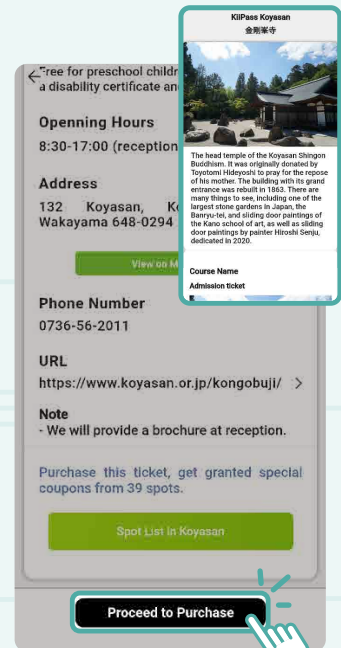 KiiPass Koyasan
金剛峯寺
The head temple of the Koyasan Shingon
Buddhism. It was originally donated by
Toyotomi Hideyoshi to pray for the repose
of his mother. The building with its grand
entrance was rebuilt in 1863. There are
many things to see, including one of the
largest stone gardens in Japan, the
Banryu-tei, and sliding door paintings of
the Kano school of art, as well as sliding
door paintings by painter Hiroshi Senju,
dedicated in 2020.
Course Name
Admission ticket
Free for preschool childr
a disability certificate an
Openning Hours
8:30-17:00 (reception
Address
132 Koyasan, K
Wakayama 648-0294
View on M
Phone Number
0736-56-2011
URL
https://www.koyasan.or.jp/kongobuji/ >
Note
- We will provide a brochure at reception.
Purchase this ticket, get granted special
coupons from 39 spots.
Spot List in Koyasan
Proceed to Purchase